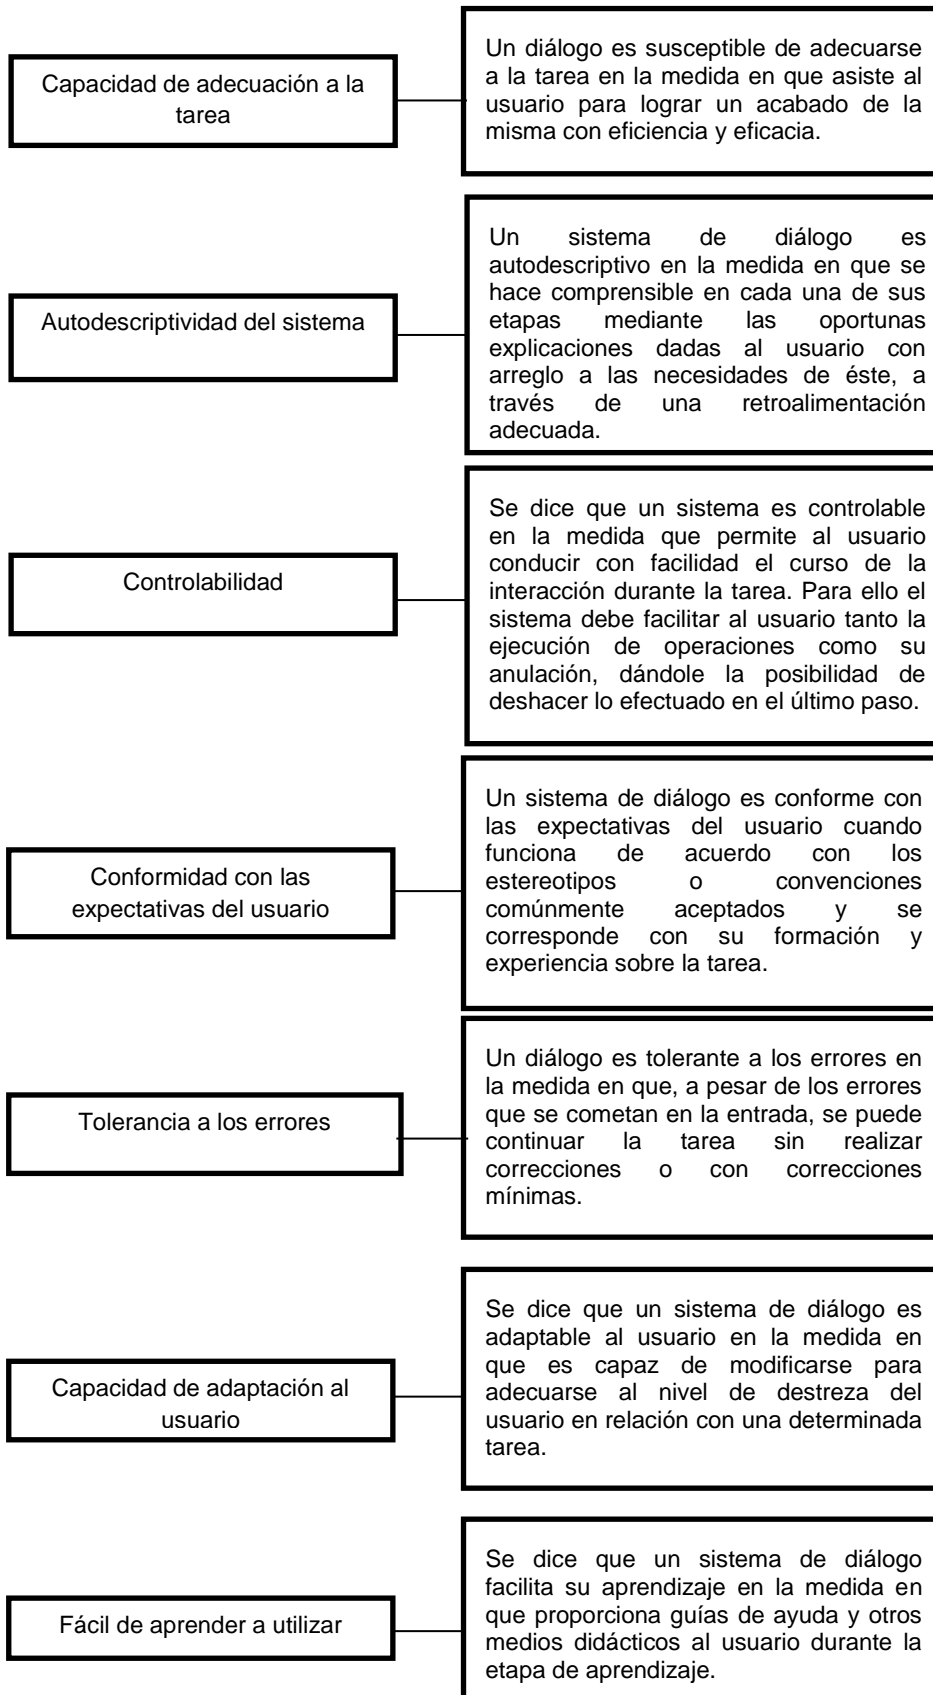 Capacidad de adecuación a la
tarea
Un diálogo es susceptible de adecuarse
a la tarea en la medida en que asiste al
usuario para lograr un acabado de la
misma con eficiencia y eficacia.
Autodescriptividad del sistema
Un sistema de diálogo es
autodescriptivo en la medida en que se
hace comprensible en cada una de sus
etapas mediante las oportunas
explicaciones dadas al usuario con
arreglo a las necesidades de éste, a
través de una retroalimentación
adecuada.
Controlabilidad
Se dice que un sistema es controlable
en la medida que permite al usuario
conducir con facilidad el curso de la
interacción durante la tarea. Para ello el
sistema debe facilitar al usuario tanto la
ejecución de operaciones como su
anulación, dándole la posibilidad de
deshacer lo efectuado en el último paso.
Conformidad con las
expectativas del usuario
Un sistema de diálogo es conforme con
las expectativas del usuario cuando
funciona de acuerdo con los
estereotipos o convenciones
comúnmente aceptados y se
corresponde con su formación y
experiencia sobre la tarea.
Tolerancia a los errores
Un diálogo es tolerante a los errores en
la medida en que, a pesar de los errores
que se cometan en la entrada, se puede
continuar la tarea sin realizar
correcciones o con correcciones
mínimas.
Capacidad de adaptación al
usuario
Se dice que un sistema de diálogo es
adaptable al usuario en la medida en
que es capaz de modificarse para
adecuarse al nivel de destreza del
usuario en relación con una determinada
tarea.
Fácil de aprender a utilizar
Se dice que un sistema de diálogo
facilita su aprendizaje en la medida en
que proporciona guías de ayuda y otros
medios didácticos al usuario durante la
etapa de aprendizaje.